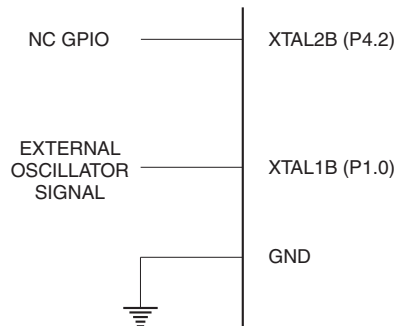 NC GPIO
XTAL2B (P4.2)
EXTERNAL
OSCILLATOR
SIGNAL
XTAL1B (P1.0)
GND